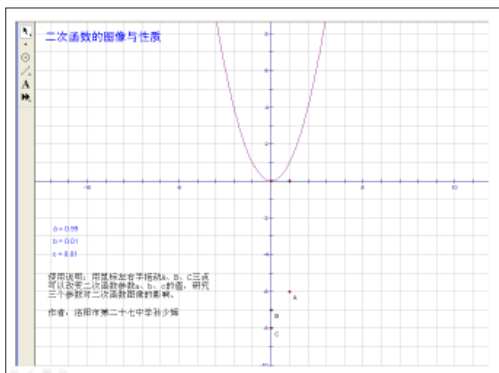 二次函数的图像与性质
a = 0.99
b = 0.01
c = 0.01
使用说明：用鼠标左右平拖动A、B、C三点
可以改变二次函数参数a、b、c的值，研究
三个参数对二次函数图像的影响。
作者：洛阳市第二十七中学孙少辉
A
B
C